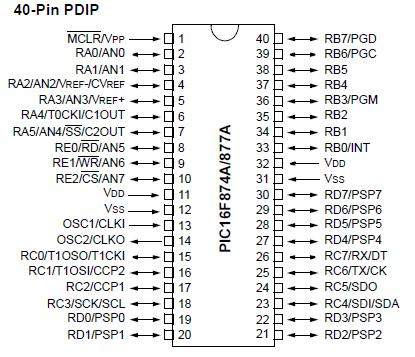 40-Pin PDIP
MCLR/VPP 1 40 RB7/PGD
RA0/AN0 2 39 RB6/PGC
RA1/AN1 3 38 RB5
RA2/AN2/VREF-/CVREF 4 37 RB4
RA3/AN3/VREF+ 5 36 RB3/PGM
RA4/T0CKI/C1OUT 6 35 RB2
RA5/AN4/SS/C2OUT 7 34 RB1
RE0/RD/AN5 8 33 RB0/INT
RE1/WR/AN6 9 32 VDD
RE2/CS/AN7 10 31 VSS
VDD 11 30 RD7/PSP7
VSS 12 29 RD6/PSP6
OSC1/CLKI 13 28 RD5/PSP5
OSC2/CLKO 14 27 RD4/PSP4
RC0/T1OSO/T1CKI 15 26 RC7/RX/DT
RC1/T1OSI/CCP2 16 25 RC6/TX/CK
RC2/CCP1 17 24 RC5/SDO
RC3/SCK/SCL 18 23 RC4/SDI/SDA
RD0/PSP0 19 22 RD3/PSP3
RD1/PSP1 20 21 RD2/PSP2
PIC16F874A/877A